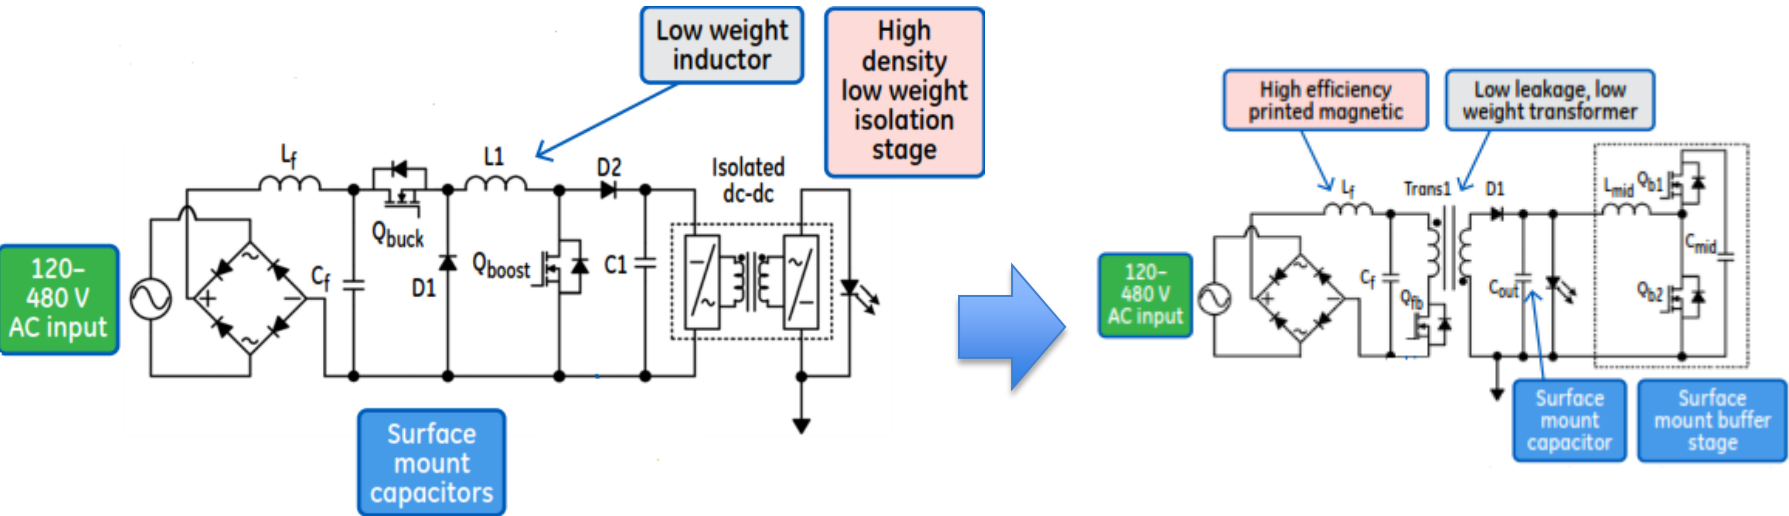 Low weight
inductor
High
density
low weight
isolation
stage
Lf
L1
D2
Isolated
dc-dc
Qbuck
Cf
D1
Qboost
C1
120–
480 V
AC input
+
−
Surface
mount
capacitors
High efficiency
printed magnetic
Low leakage, low
weight transformer
Lf
Trans1
D1
Lmid
Qb1
Cf
Qfb
Cout
Cmid
Qb2
120–
480 V
AC input
+
−
Surface
mount
capacitor
Surface
mount buffer
stage